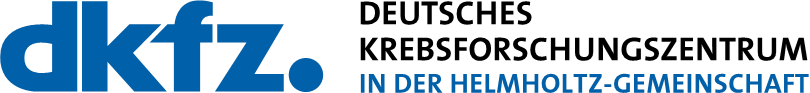 dkfz.
DEUTSCHES
KREBSFORSCHUNGSZENTRUM
IN DER HELMHOLTZ-GEMEINSCHAFT